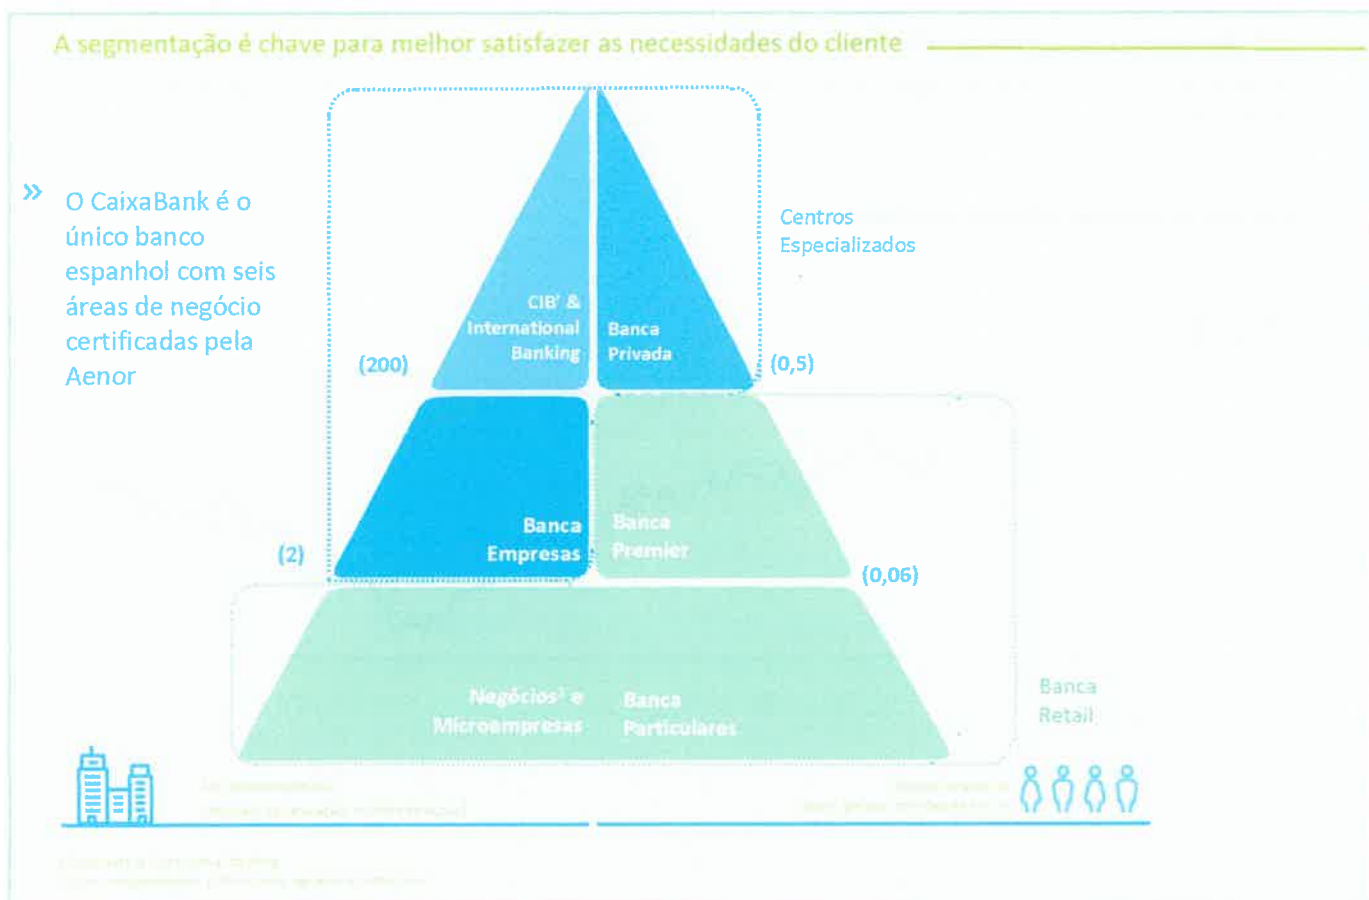 A segmentação é chave para melhor satisfazer as necessidades do cliente
» O CaixaBank é o
único banco
espanhol com seis
áreas de negócio
certificadas pela
Aenor
Centros
Especializados
CIB¹ &
International
Banking
Banca
Privada
(200)
(0,5)
Banca
Empresas
Banca
Premier
(2)
(0,06)
Negócios² e
Microempresas
Banca
Particulares
Banca
Retail